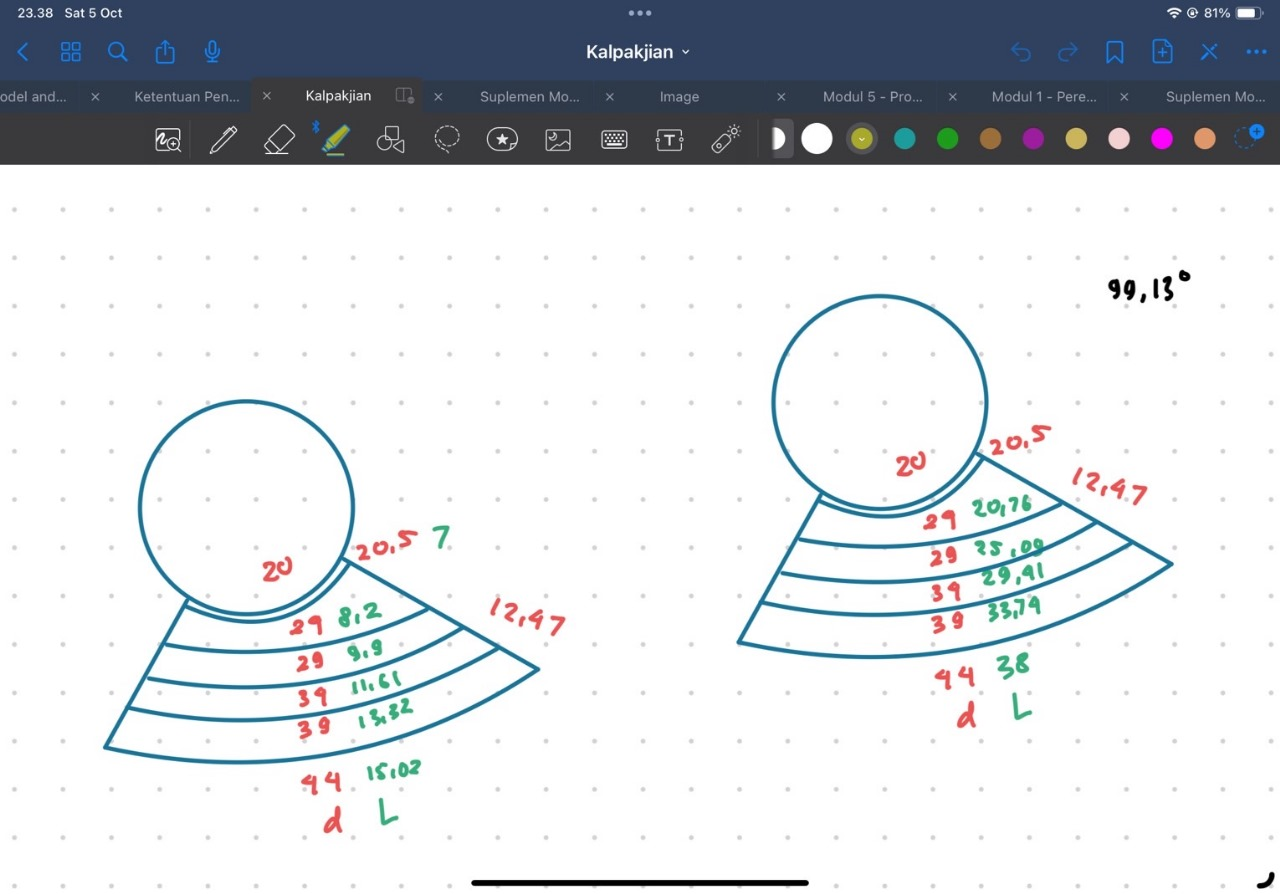 23.38 Sat 5 Oct
81%
Kalpakjian
odel and...
Ketentuan Pen...
Kalpakjian
Suplemen Mo...
Image
Modul 5 - Pro...
Modul 1 - Pere...
Suplemen Mo...
T
99,13°
20
20,5 7
12,47
29 8,2
29 9,9
39 11,61
39 13,32
44 15,02
d L
20
20,5
12,47
29 20,76
29 25,09
39 29,41
39 33,74
44 38
d L